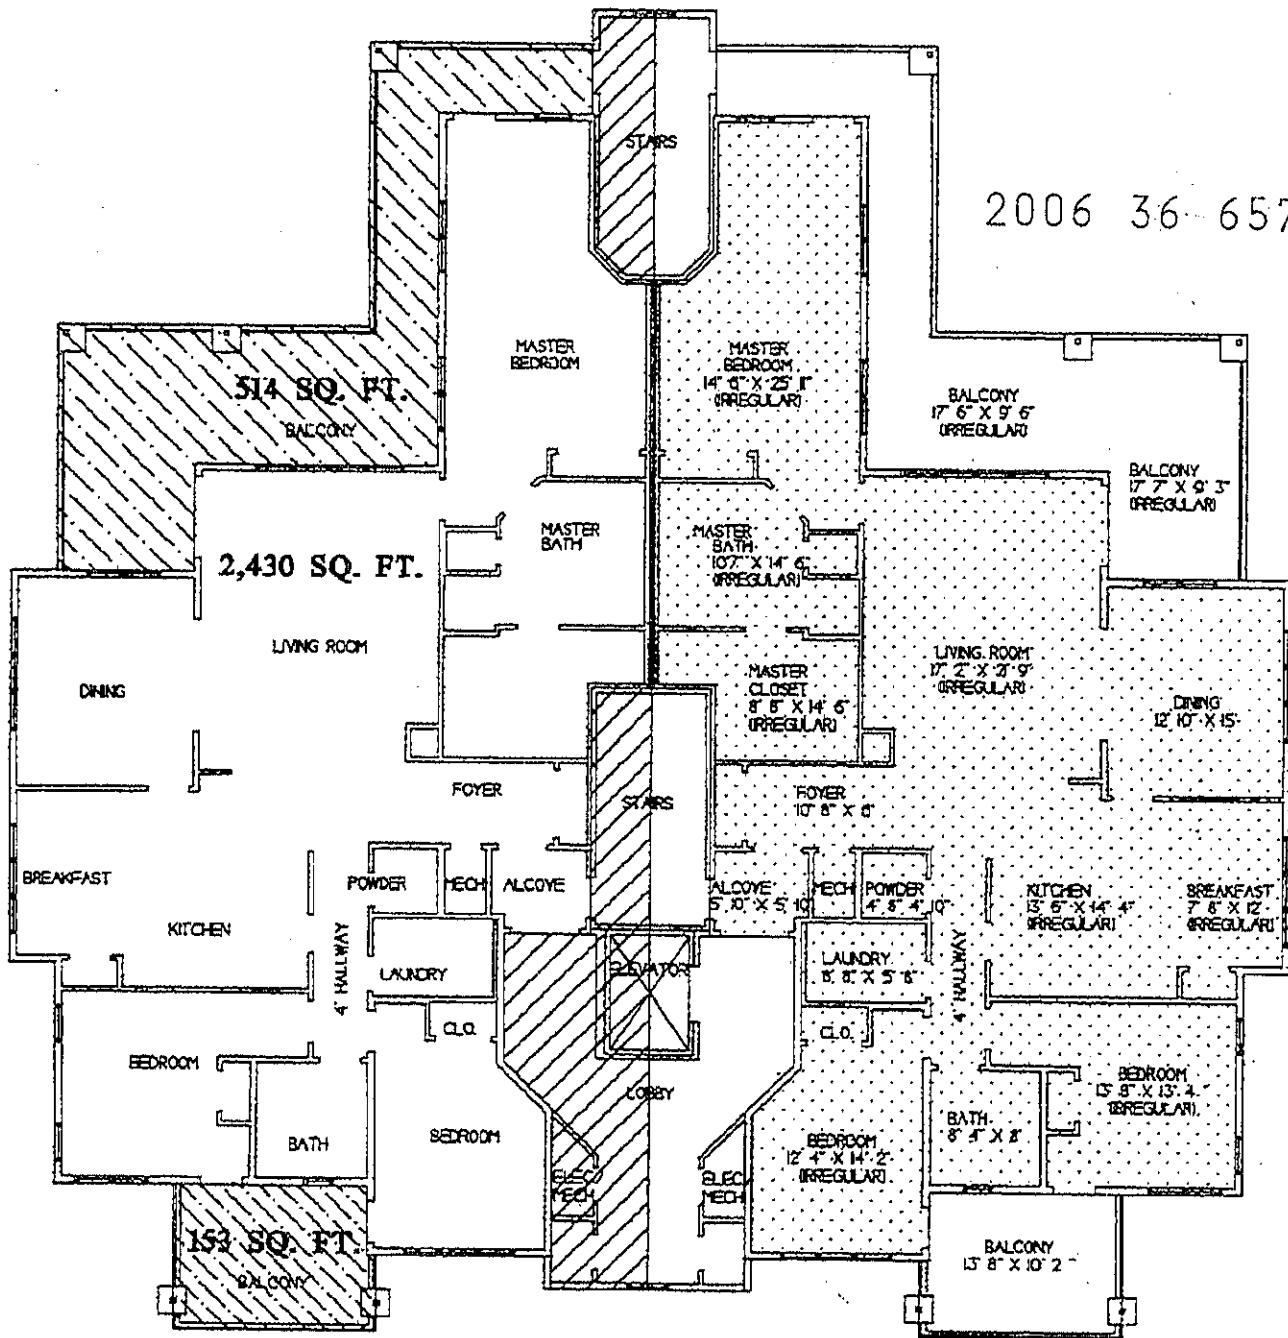 STAIRS
2006 36 657
MASTER
BEDROOM
MASTER
BEDROOM
14' 6" X 25' 11"
(IRREGULAR)
514 SQ. FT.
BALCONY
BALCONY
17' 6" X 9' 6"
(IRREGULAR)
BALCONY
17' 7" X 9' 3"
(IRREGULAR)
MASTER
BATH
MASTER
BATH
10'7" X 14' 6"
(IRREGULAR)
2,430 SQ. FT.
LIVING ROOM
LIVING ROOM
17' 2" X 21' 9"
(IRREGULAR)
DINING
MASTER
CLOSET
8' 8" X 14' 6"
(IRREGULAR)
DINING
12' 10" X 15'
FOYER
STAIRS
FOYER
10' 8" X 6'
BREAKFAST
KITCHEN
POWDER
MECH
ALCOVE
ALCOVE
5' 10" X 5' 10"
MECH
POWDER
4' 8" 4' 10"
KITCHEN
13' 6" X 14' 4"
(IRREGULAR)
BREAKFAST
7' 8" X 12'
(IRREGULAR)
4' HALLWAY
LAUNDRY
ELEVATOR
LAUNDRY
8' 8" X 5' 8"
4' HALLWAY
CLO.
CLO.
BEDROOM
LOBBY
BEDROOM
13' 8" X 13' 4"
(IRREGULAR)
BATH
BEDROOM
BEDROOM
12' 4" X 14' 2"
(IRREGULAR)
BATH
8' 4" X 8'
ELEC/
MECH
ELEC/
MECH
153 SQ. FT.
BALCONY
BALCONY
13' 8" X 10' 2"